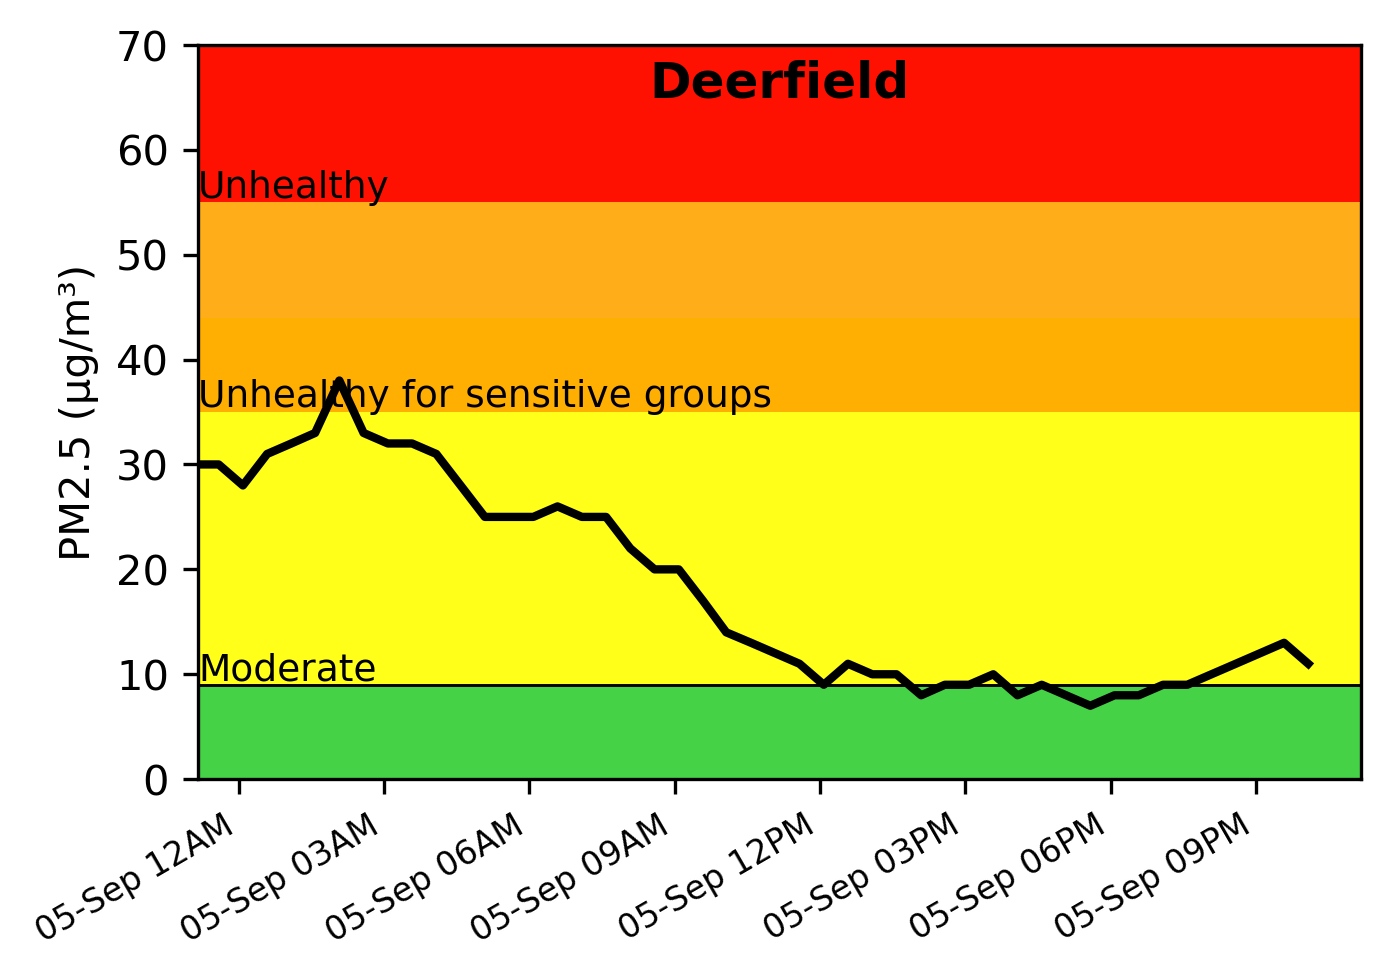 Deerfield
70
60
50
40
30
20
10
0
PM2.5 (µg/m³)
Unhealthy
Unhealthy for sensitive groups
Moderate
05-Sep 12AM
05-Sep 03AM
05-Sep 06AM
05-Sep 09AM
05-Sep 12PM
05-Sep 03PM
05-Sep 06PM
05-Sep 09PM